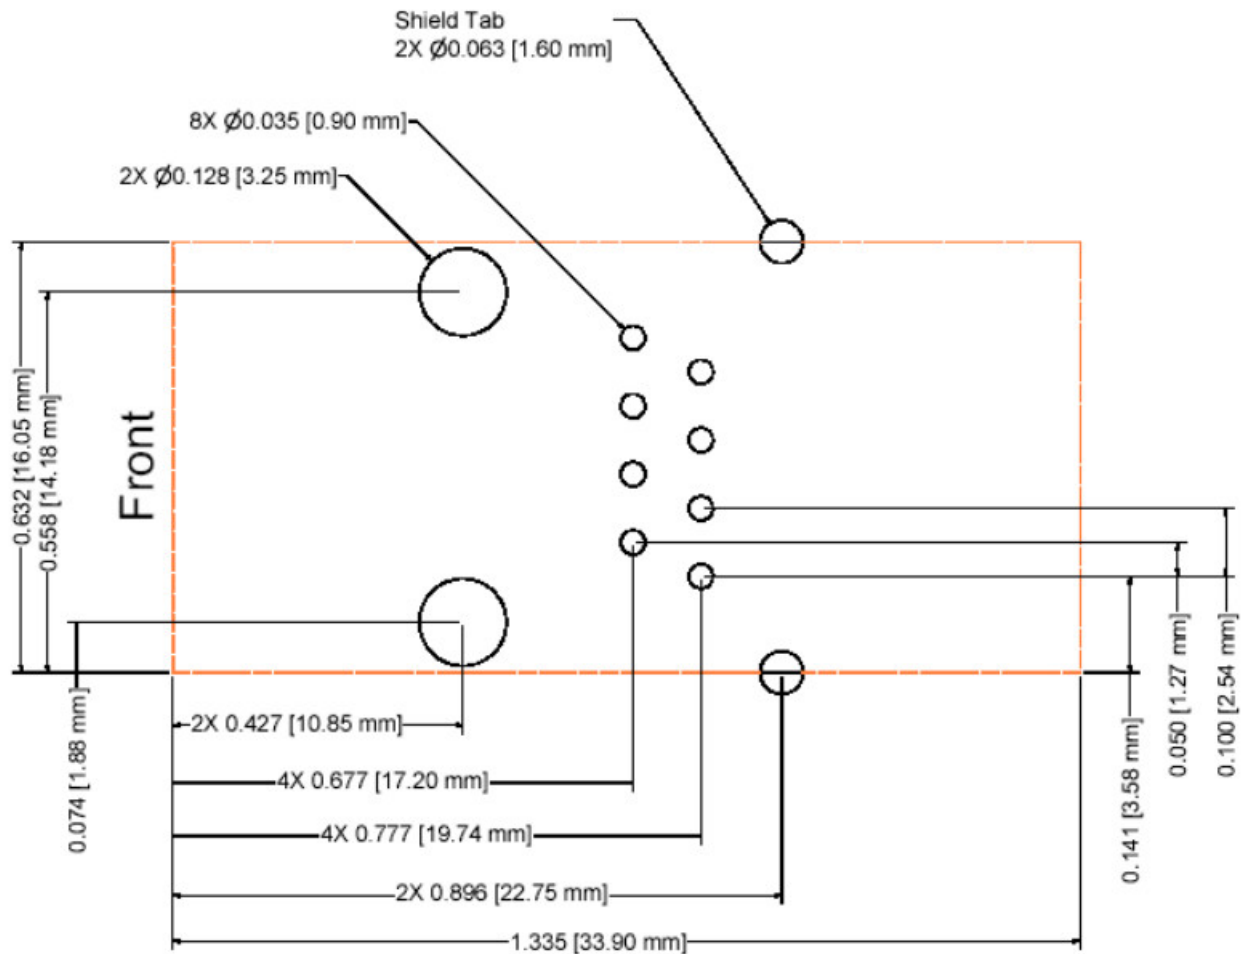 Shield Tab
2X Ø0.063 [1.60 mm]
8X Ø0.035 [0.90 mm]
2X Ø0.128 [3.25 mm]
0.632 [16.05 mm]
0.558 [14.18 mm]
Front
0.074 [1.88 mm]
2X 0.427 [10.85 mm]
4X 0.677 [17.20 mm]
4X 0.777 [19.74 mm]
2X 0.896 [22.75 mm]
1.335 [33.90 mm]
0.141 [3.58 mm]
0.050 [1.27 mm]
0.100 [2.54 mm]